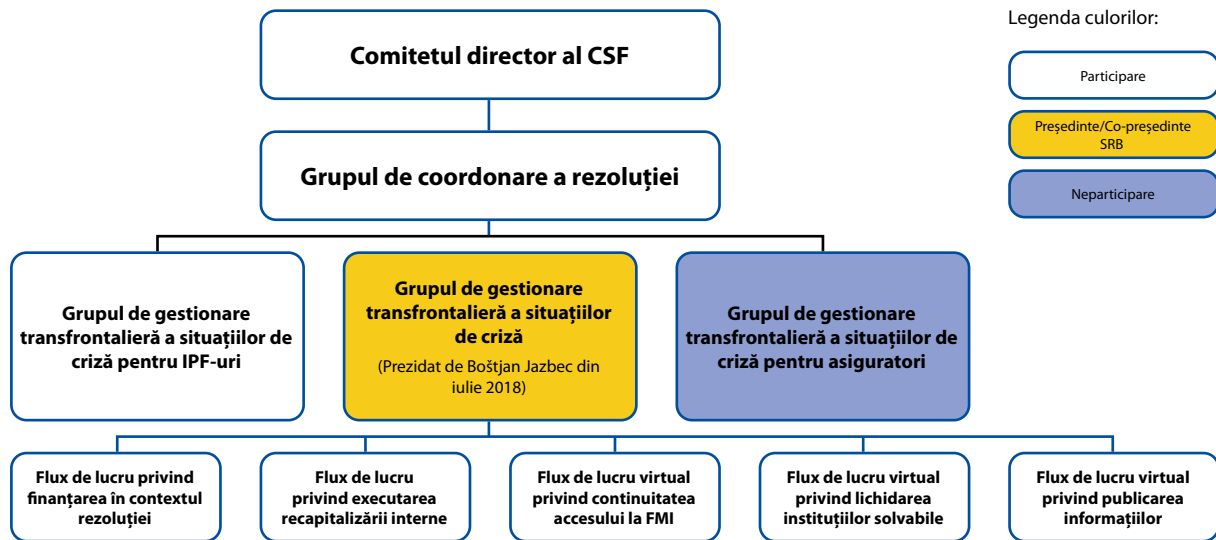 Comitetul director al CSF
Legenda culorilor:
Participare
Președinte/Co-președinte
SRB
Neparticipare
Grupul de coordonare a rezoluției
Grupul de gestionare
transfrontalieră a situațiilor de
criză pentru IPF-uri
Grupul de gestionare
transfrontalieră a situațiilor
de criză
(Prezidat de Boštjan Jazbec din
iulie 2018)
Grupul de gestionare
transfrontalieră a situațiilor de
criză pentru asiguratori
Flux de lucru privind
finanțarea în contextul
rezoluției
Flux de lucru
privind executarea
recapitalizării interne
Flux de lucru virtual
privind continuitatea
accesului la FMI
Flux de lucru virtual
privind lichidarea
instituțiilor solvabile
Flux de lucru virtual
privind publicarea
informațiilor